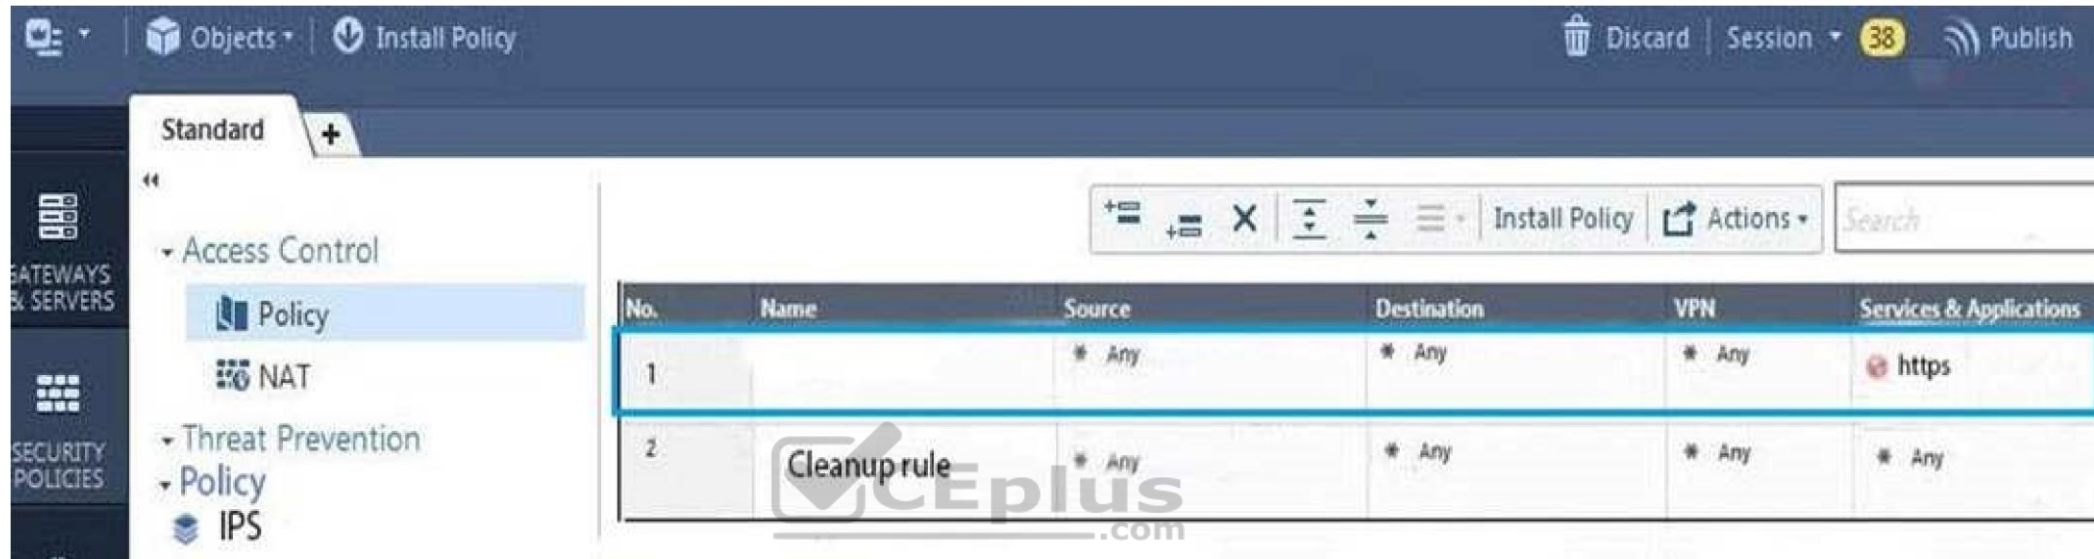 Objects
Install Policy
Discard
Session
38
Publish
Standard
+
Access Control
Policy
NAT
Threat Prevention
Policy
IPS
GATEWAYS
& SERVERS
SECURITY
POLICIES
Install Policy
Actions
Search
No. Name Source Destination VPN Services & Applications
1 * Any * Any * Any https
2 Cleanup rule * Any * Any * Any * Any
CEplus
.com